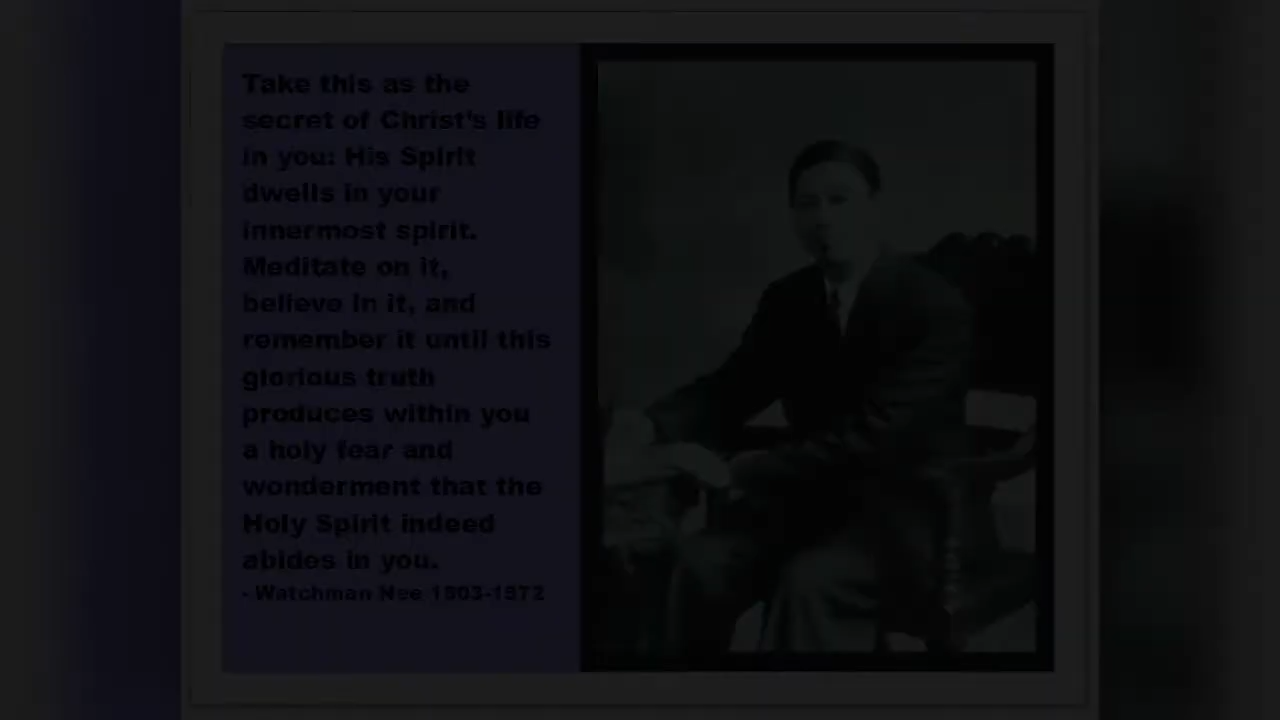 Take this as the
secret of Christ's life
in you: His Spirit
dwells in your
innermost spirit.
Meditate on it,
believe in it, and
remember it until this
glorious truth
produces within you
a holy fear and
wonderment that the
Holy Spirit indeed
abides in you.
- Watchman Nee 1903-1972